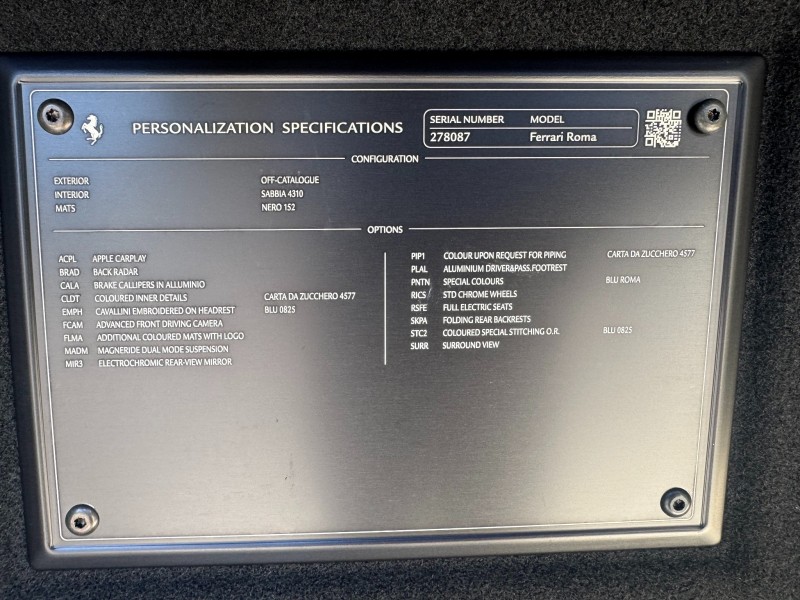 PERSONALIZATION SPECIFICATIONS
SERIAL NUMBER MODEL
278087 Ferrari Roma
CONFIGURATION
EXTERIOR OFF-CATALOGUE
INTERIOR SABBIA 4310
MATS NERO 152
OPTIONS
ACPL APPLE CARPLAY
BRAD BACK RADAR
CALA BRAKE CALLIPERS IN ALLUMINIO
CLDT COLOURED INNER DETAILS CARTA DA ZUCCHERO 4577
EMPH CAVALLINI EMBROIDERED ON HEADREST BLU 0825
FCAM ADVANCED FRONT DRIVING CAMERA
FLMA ADDITIONAL COLOURED MATS WITH LOGO
MADM MAGNERIDE DUAL MODE SUSPENSION
MIR3 ELECTROCHROMIC REAR-VIEW MIRROR
PIP1 COLOUR UPON REQUEST FOR PIPING CARTA DA ZUCCHERO 4577
PLAL ALUMINIUM DRIVER&PASS.FOOTREST
PNTN SPECIAL COLOURS BLU ROMA
RICS STD CHROME WHEELS
RSFE FULL ELECTRIC SEATS
SKPA FOLDING REAR BACKRESTS
STC2 COLOURED SPECIAL STITCHING O.R. BLU 0825
SURR SURROUND VIEW